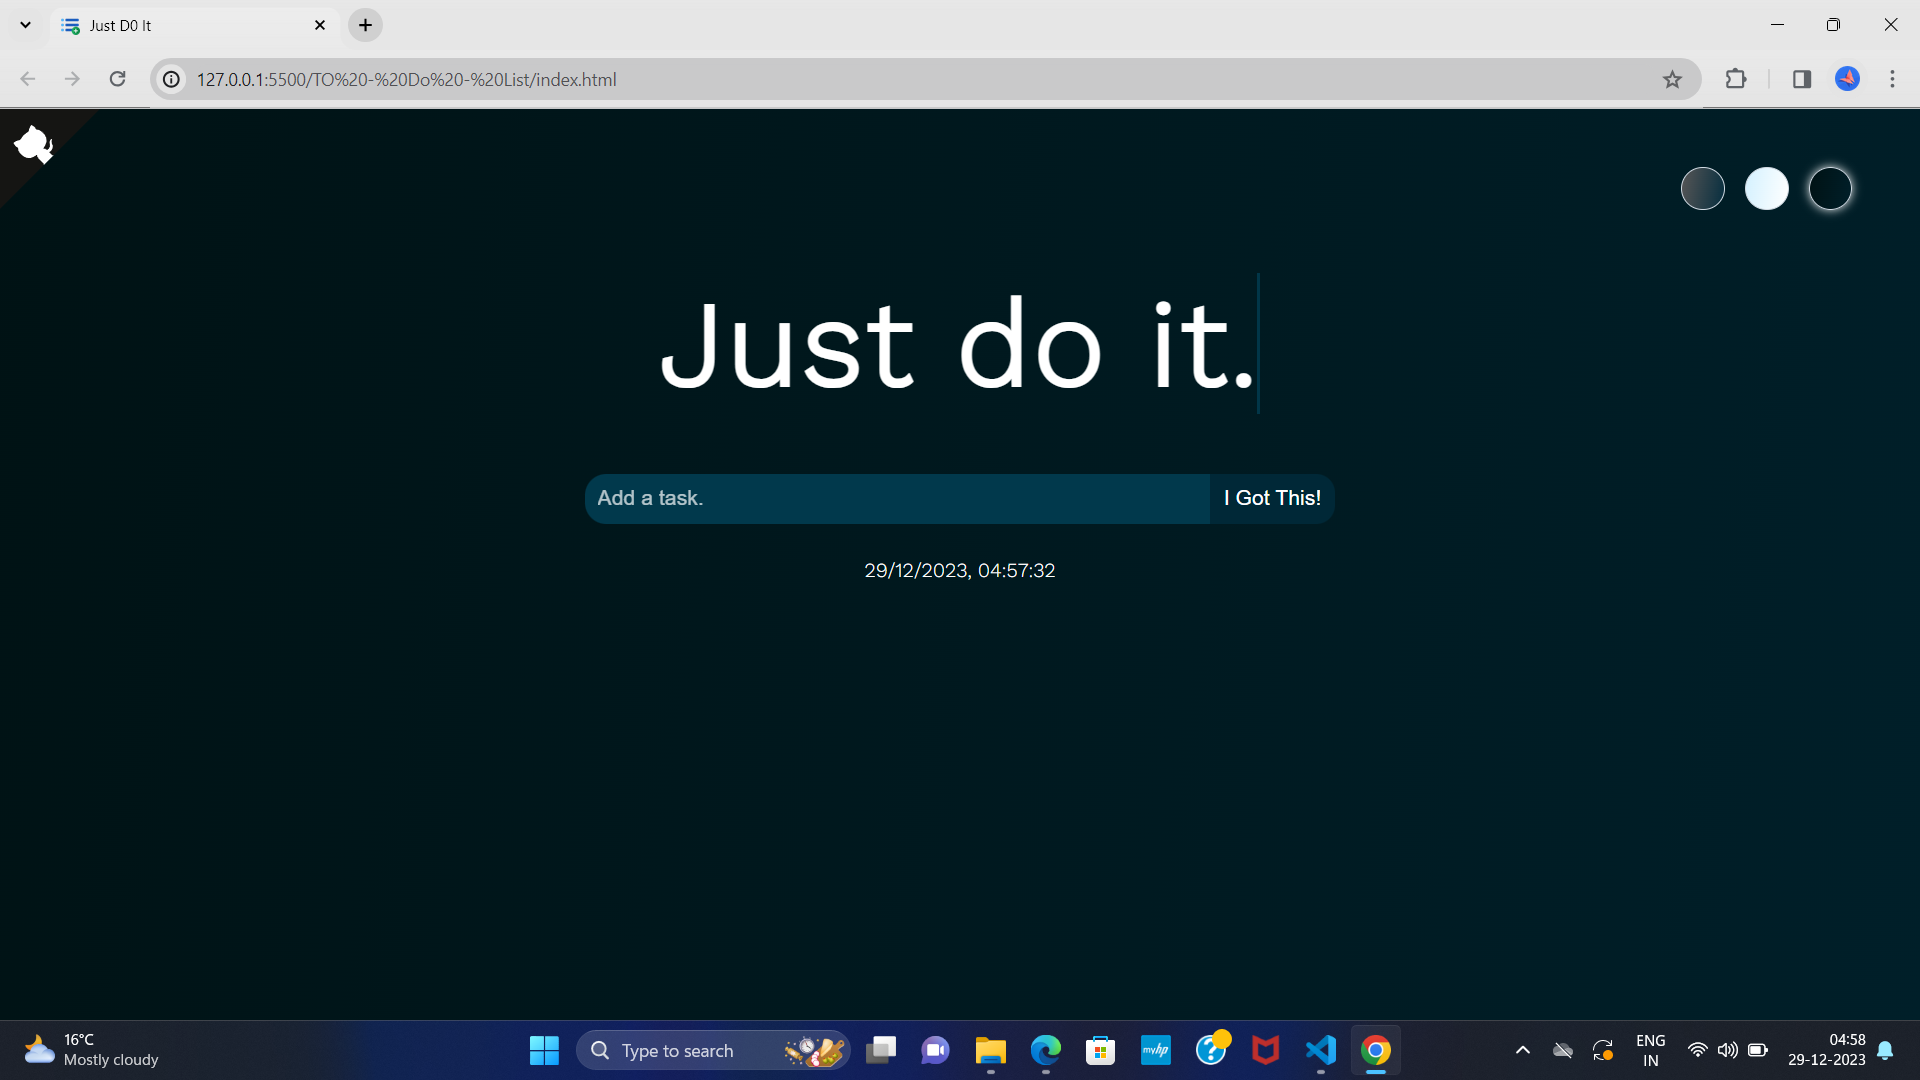 Just D0 It
127.0.0.1:5500/TO%20-%20Do%20-%20List/index.html
Just do it.
Add a task.
I Got This!
29/12/2023, 04:57:32
16°C
Mostly cloudy
Type to search
myhp
ENG
IN
04:58
29-12-2023